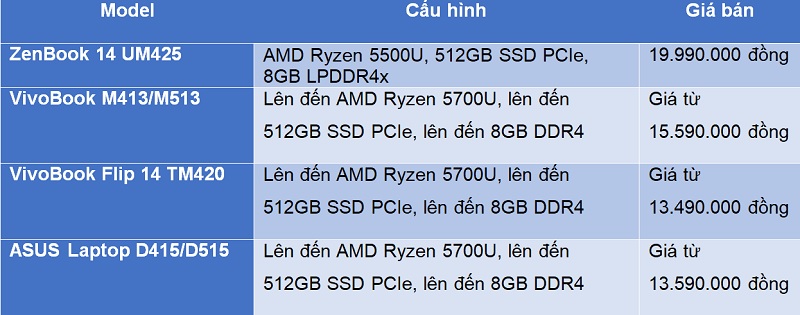 Model Cấu hình Giá bán
ZenBook 14 UM425 AMD Ryzen 5500U, 512GB SSD PCIe, 19.990.000 đồng
8GB LPDDR4x
VivoBook M413/M513 Lên đến AMD Ryzen 5700U, lên đến Giá từ
512GB SSD PCIe, lên đến 8GB DDR4 15.590.000 đồng
VivoBook Flip 14 TM420 Lên đến AMD Ryzen 5700U, lên đến Giá từ
512GB SSD PCIe, lên đến 8GB DDR4 13.490.000 đồng
ASUS Laptop D415/D515 Lên đến AMD Ryzen 5700U, lên đến Giá từ
512GB SSD PCIe, lên đến 8GB DDR4 13.590.000 đồng